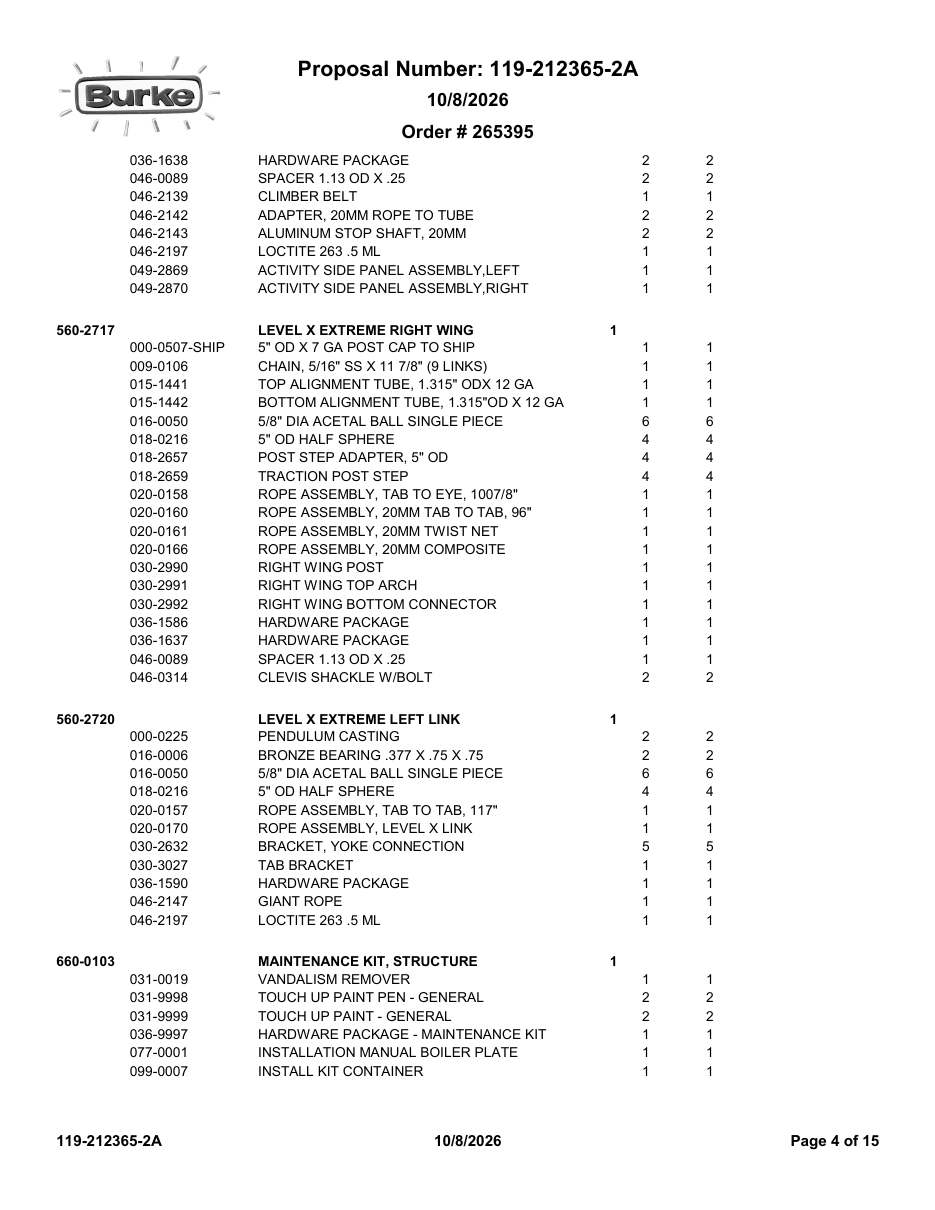 Burke
Proposal Number: 119-212365-2A
10/8/2026
Order # 265395
036-1638 HARDWARE PACKAGE 2 2
046-0089 SPACER 1.13 OD X .25 2 2
046-2139 CLIMBER BELT 1 1
046-2142 ADAPTER, 20MM ROPE TO TUBE 2 2
046-2143 ALUMINUM STOP SHAFT, 20MM 2 2
046-2197 LOCTITE 263 .5 ML 1 1
049-2869 ACTIVITY SIDE PANEL ASSEMBLY,LEFT 1 1
049-2870 ACTIVITY SIDE PANEL ASSEMBLY,RIGHT 1 1
560-2717 LEVEL X EXTREME RIGHT WING 1
000-0507-SHIP 5" OD X 7 GA POST CAP TO SHIP 1 1
009-0106 CHAIN, 5/16" SS X 11 7/8" (9 LINKS) 1 1
015-1441 TOP ALIGNMENT TUBE, 1.315" ODX 12 GA 1 1
015-1442 BOTTOM ALIGNMENT TUBE, 1.315"OD X 12 GA 1 1
016-0050 5/8" DIA ACETAL BALL SINGLE PIECE 6 6
018-0216 5" OD HALF SPHERE 4 4
018-2657 POST STEP ADAPTER, 5" OD 4 4
018-2659 TRACTION POST STEP 4 4
020-0158 ROPE ASSEMBLY, TAB TO EYE, 1007/8" 1 1
020-0160 ROPE ASSEMBLY, 20MM TAB TO TAB, 96" 1 1
020-0161 ROPE ASSEMBLY, 20MM TWIST NET 1 1
020-0166 ROPE ASSEMBLY, 20MM COMPOSITE 1 1
030-2990 RIGHT WING POST 1 1
030-2991 RIGHT WING TOP ARCH 1 1
030-2992 RIGHT WING BOTTOM CONNECTOR 1 1
036-1586 HARDWARE PACKAGE 1 1
036-1637 HARDWARE PACKAGE 1 1
046-0089 SPACER 1.13 OD X .25 1 1
046-0314 CLEVIS SHACKLE W/BOLT 2 2
560-2720 LEVEL X EXTREME LEFT LINK 1
000-0225 PENDULUM CASTING 2 2
016-0006 BRONZE BEARING .377 X .75 X .75 2 2
016-0050 5/8" DIA ACETAL BALL SINGLE PIECE 6 6
018-0216 5" OD HALF SPHERE 4 4
020-0157 ROPE ASSEMBLY, TAB TO TAB, 117" 1 1
020-0170 ROPE ASSEMBLY, LEVEL X LINK 1 1
030-2632 BRACKET, YOKE CONNECTION 5 5
030-3027 TAB BRACKET 1 1
036-1590 HARDWARE PACKAGE 1 1
046-2147 GIANT ROPE 1 1
046-2197 LOCTITE 263 .5 ML 1 1
660-0103 MAINTENANCE KIT, STRUCTURE 1
031-0019 VANDALISM REMOVER 1 1
031-9998 TOUCH UP PAINT PEN - GENERAL 2 2
031-9999 TOUCH UP PAINT - GENERAL 2 2
036-9997 HARDWARE PACKAGE - MAINTENANCE KIT 1 1
077-0001 INSTALLATION MANUAL BOILER PLATE 1 1
099-0007 INSTALL KIT CONTAINER 1 1
119-212365-2A 10/8/2026 Page 4 of 15